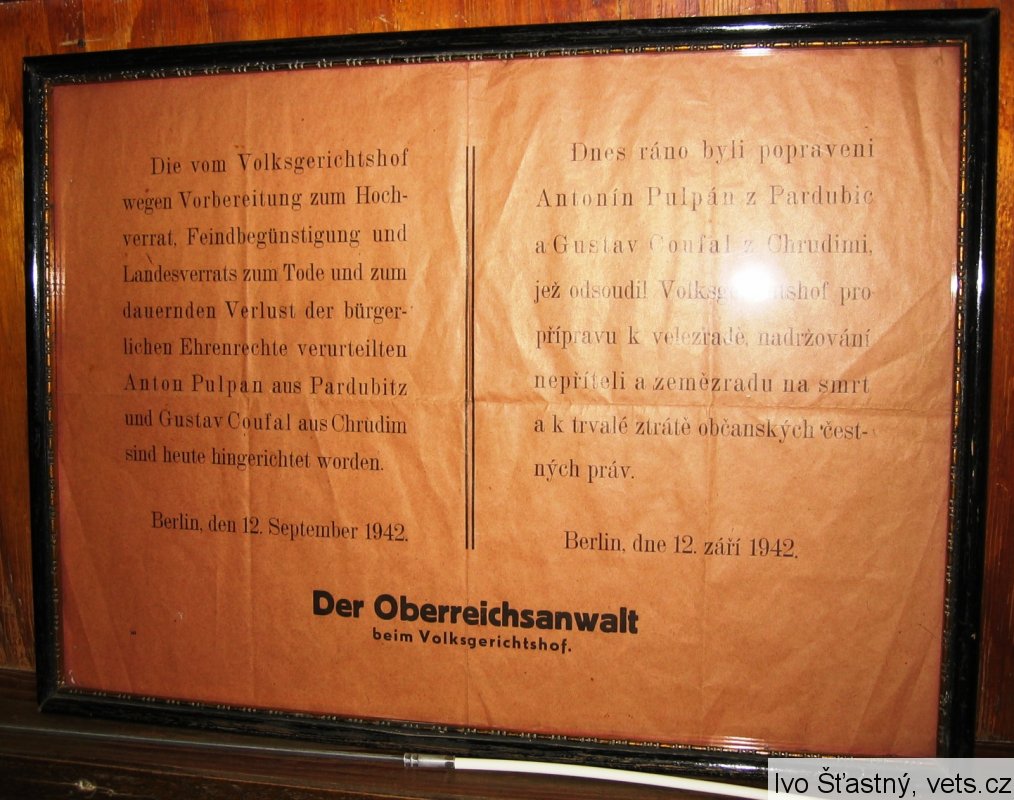 Die vom Volksgerichtshof
wegen Vorbereitung zum Hoch-
verrat, Feindbegünstigung und
Landesverrats zum Tode und zum
dauernden Verlust der bürger-
lichen Ehrenrechte verurteilten
Anton Pulpan aus Pardubitz
und Gustav Coufal aus Chrudim
sind heute hingerichtet worden.
Berlin, den 12. September 1942.
Dnes ráno byli popraveni
Antonín Pulpán z Pardubic
a Gustav Coufal z Chrudimi,
jež odsoudil Volksgerichtshof pro
přípravu k velezradě, nadržování
nepříteli a zemězradu na smrt
a k trvalé ztrátě občanských čest-
ných práv.
Berlin, dne 12. září 1942.
Der Oberreichsanwalt
beim Volksgerichtshof.
Ivo Šťastný, vets.cz